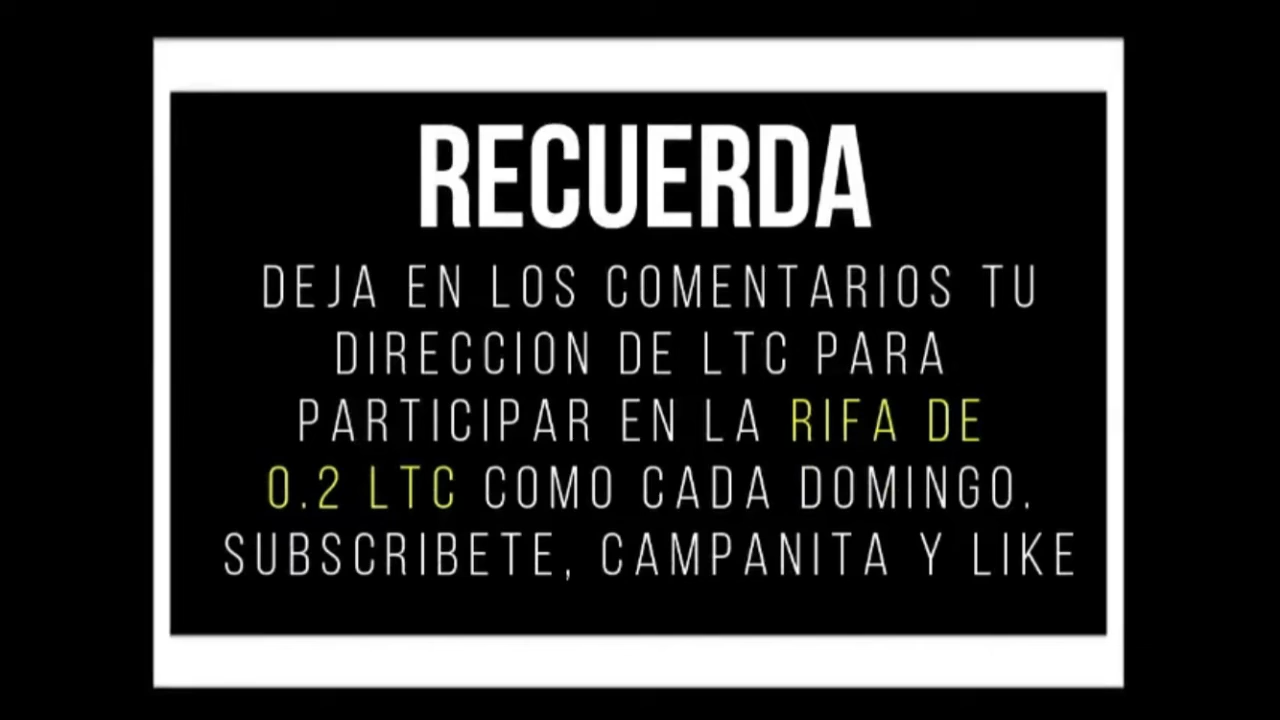 RECUERDA
DEJA EN LOS COMENTARIOS TU
DIRECCION DE LTC PARA
PARTICIPAR EN LA RIFA DE
0.2 LTC COMO CADA DOMINGO.
SUBSCRIBETE, CAMPANITA Y LIKE